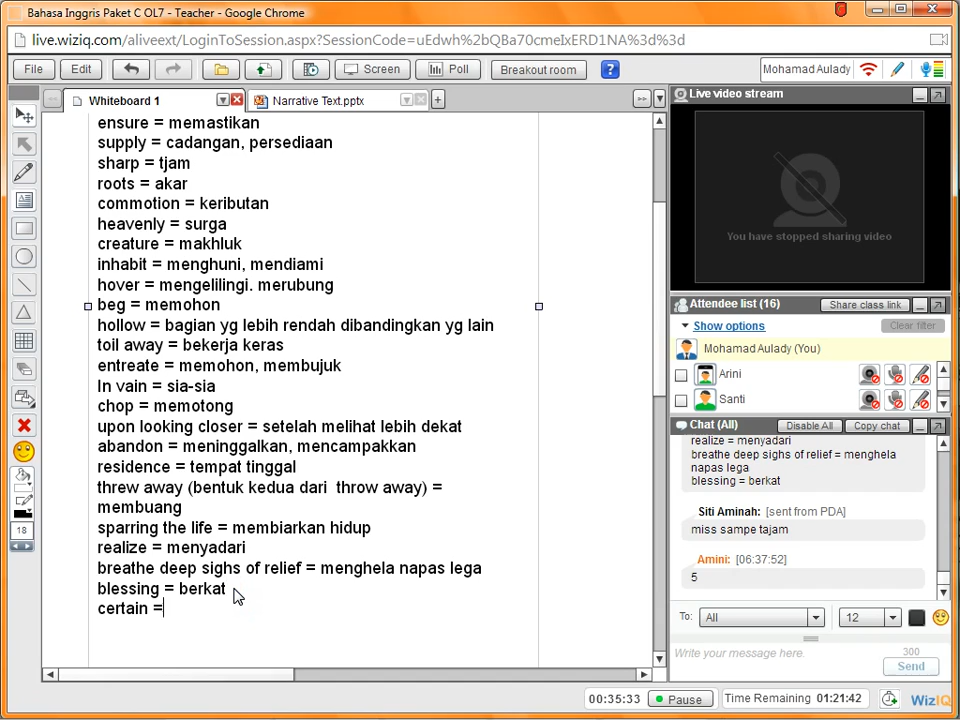 Bahasa Inggris Paket C OL7 - Teacher - Google Chrome
live.wiziq.com/aliveext/LoginToSession.aspx?SessionCode=uEdwh%2bQBa70cmeIxERD1NA%3d%3d
File Edit Screen Poll Breakout room ? Mohamad Aulady
Whiteboard 1 Narrative Text.pptx
ensure = memastikan
supply = cadangan, persediaan
sharp = tjam
roots = akar
commotion = keributan
heavenly = surga
creature = makhluk
inhabit = menghuni, mendiami
hover = mengelilingi. merubung
beg = memohon
hollow = bagian yg lebih rendah dibandingkan yg lain
toil away = bekerja keras
entreate = memohon, membujuk
In vain = sia-sia
chop = memotong
upon looking closer = setelah melihat lebih dekat
abandon = meninggalkan, mencampakkan
residence = tempat tinggal
threw away (bentuk kedua dari  throw away) =
membuang
sparring the life = membiarkan hidup
realize = menyadari
breathe deep sighs of relief = menghela napas lega
blessing = berkat
certain =
18
Live video stream
You have stopped sharing video
Attendee list (16) Share class link
Show options Clear filter
Mohamad Aulady (You)
Arini
Santi
Chat (All) Disable All Copy chat
realize = menyadari
breathe deep sighs of relief = menghela
napas lega
blessing = berkat
Siti Aminah: [sent from PDA]
miss sampe tajam
Amini: [06:37:52]
5
To: All 12
Write your message here. 300
Send
00:35:33 Pause Time Remaining 01:21:42 WizIQ